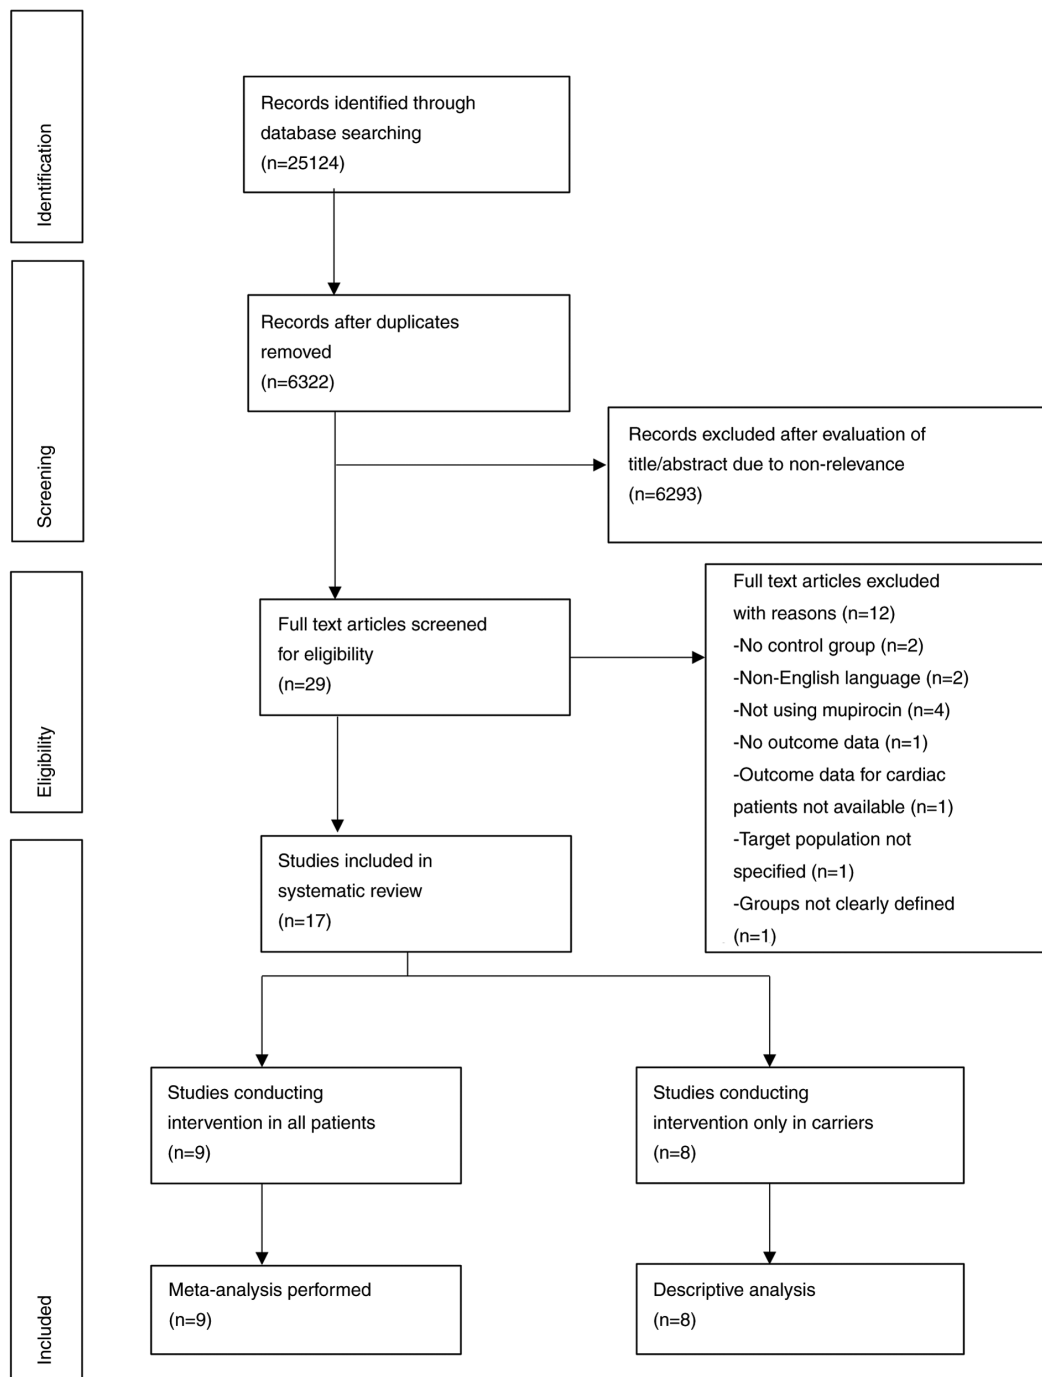 Identification
Records identified through
database searching
(n=25124)
Screening
Records after duplicates
removed
(n=6322)
Records excluded after evaluation of
title/abstract due to non-relevance
(n=6293)
Eligibility
Full text articles screened
for eligibility
(n=29)
Full text articles excluded
with reasons (n=12)
-No control group (n=2)
-Non-English language (n=2)
-Not using mupirocin (n=4)
-No outcome data (n=1)
-Outcome data for cardiac
patients not available (n=1)
-Target population not
specified (n=1)
-Groups not clearly defined
(n=1)
Included
Studies included in
systematic review
(n=17)
Studies conducting
intervention in all patients
(n=9)
Studies conducting
intervention only in carriers
(n=8)
Meta-analysis performed
(n=9)
Descriptive analysis
(n=8)